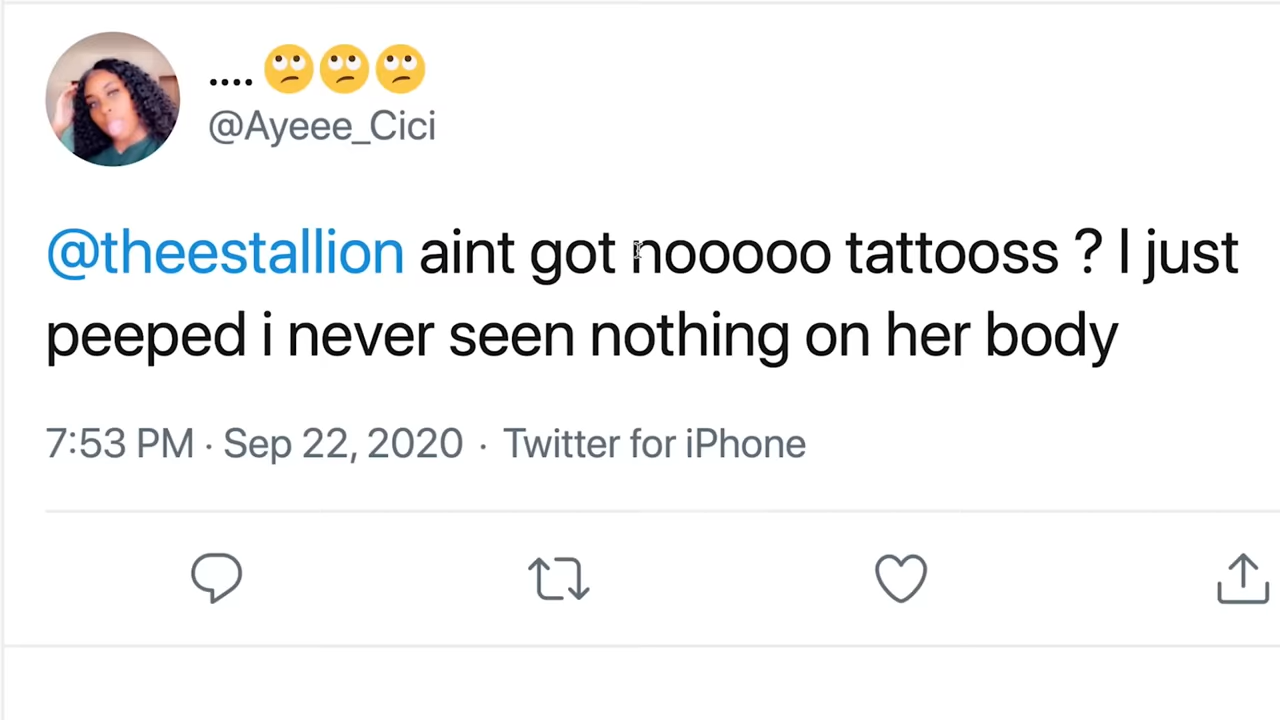 .... 🙄🙄🙄
@Ayeee_Cici
@theestallion aint got nooooo tattooss ? I just
peeped i never seen nothing on her body
7:53 PM · Sep 22, 2020 · Twitter for iPhone